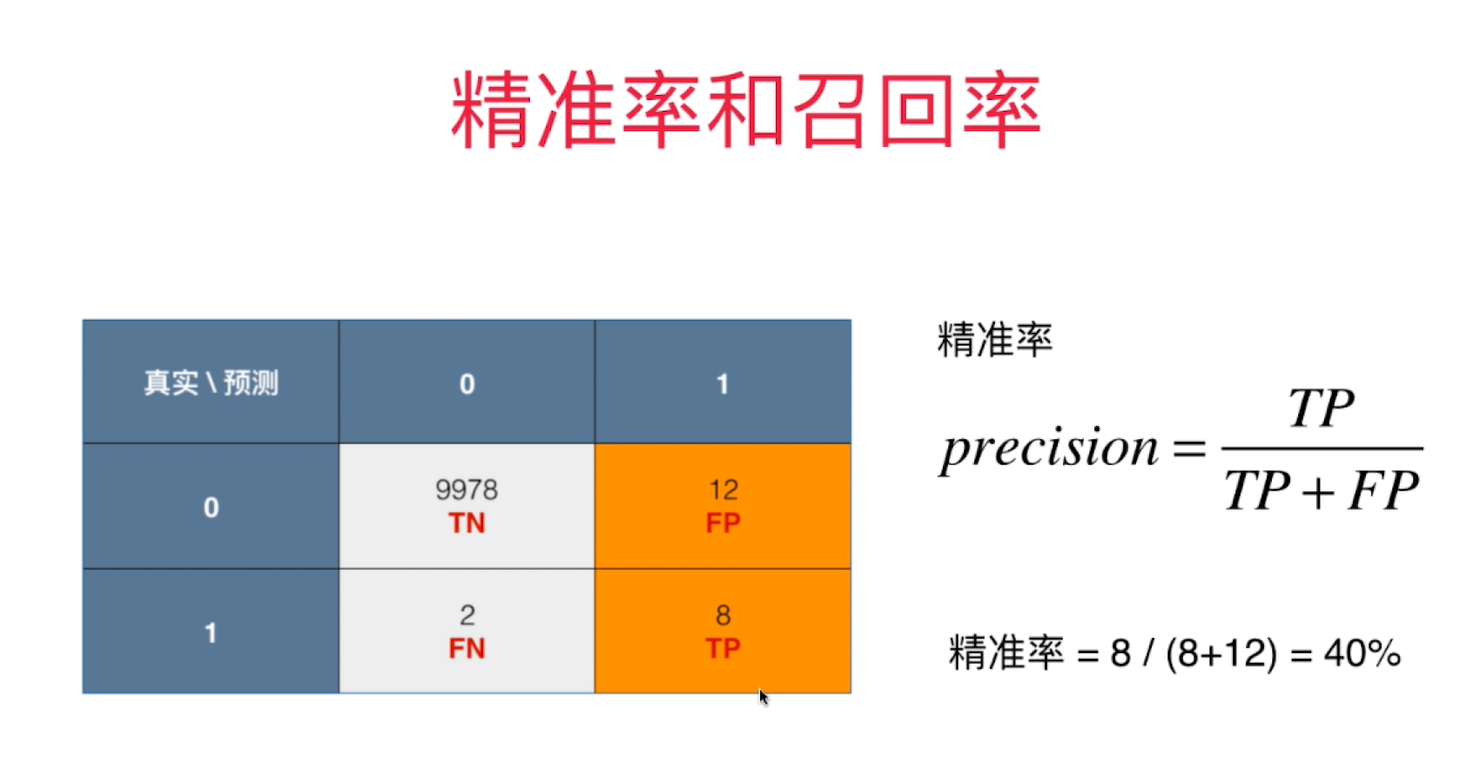 精准率和召回率
真实 \ 预测 0 1
0 9978 12
TN FP
1 2 8
FN TP
精准率
precision = TP / (TP + FP)
精准率 = 8 / (8+12) = 40%